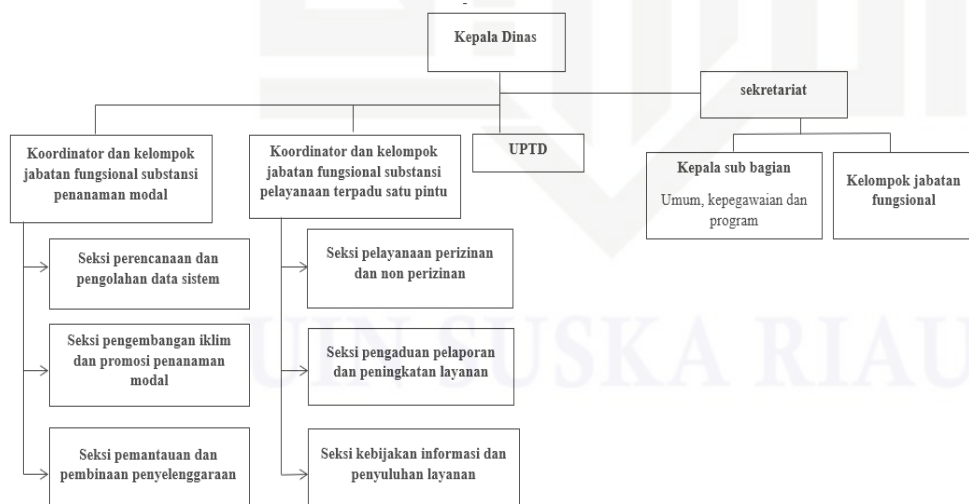 Kepala Dinas
sekretariat
Koordinator dan kelompok
jabatan fungsional substansi
penanaman modal
Koordinator dan kelompok
jabatan fungsional substansi
pelayanaan terpadu satu pintu
UPTD
Kepala sub bagian
Umum, kepegawaian dan
program
Kelompok jabatan
fungsional
Seksi perencanaan dan
pengolahan data sistem
Seksi pengembangan iklim
dan promosi penanaman
modal
Seksi pemantauan dan
pembinaan penyelenggaraan
Seksi pelayanaan perizinan
dan non perizinan
Seksi pengaduan pelaporan
dan peningkatan layanan
Seksi kebijakan informasi dan
penyuluhan layanan
UIN SUSKA RIAU